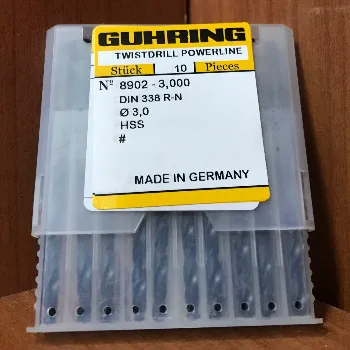 GUHRING
TWISTDRILL POWERLINE
Stück 10 Pieces
Nº 8902 - 3,000
DIN 338 R-N
Ø 3,0
HSS
#
MADE IN GERMANY